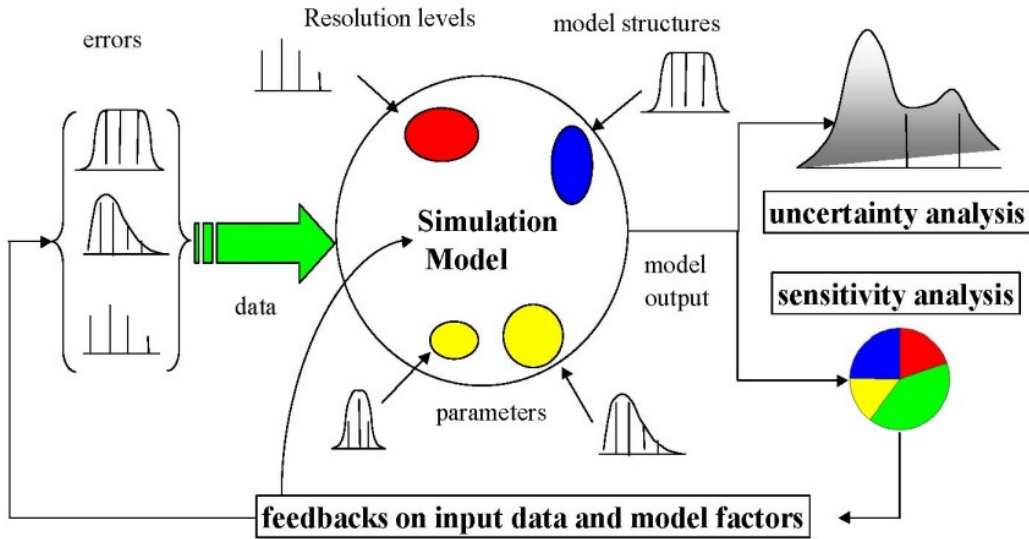 Resolution levels
model structures
errors
Simulation
Model
uncertainty analysis
model
output
sensitivity analysis
data
parameters
feedbacks on input data and model factors